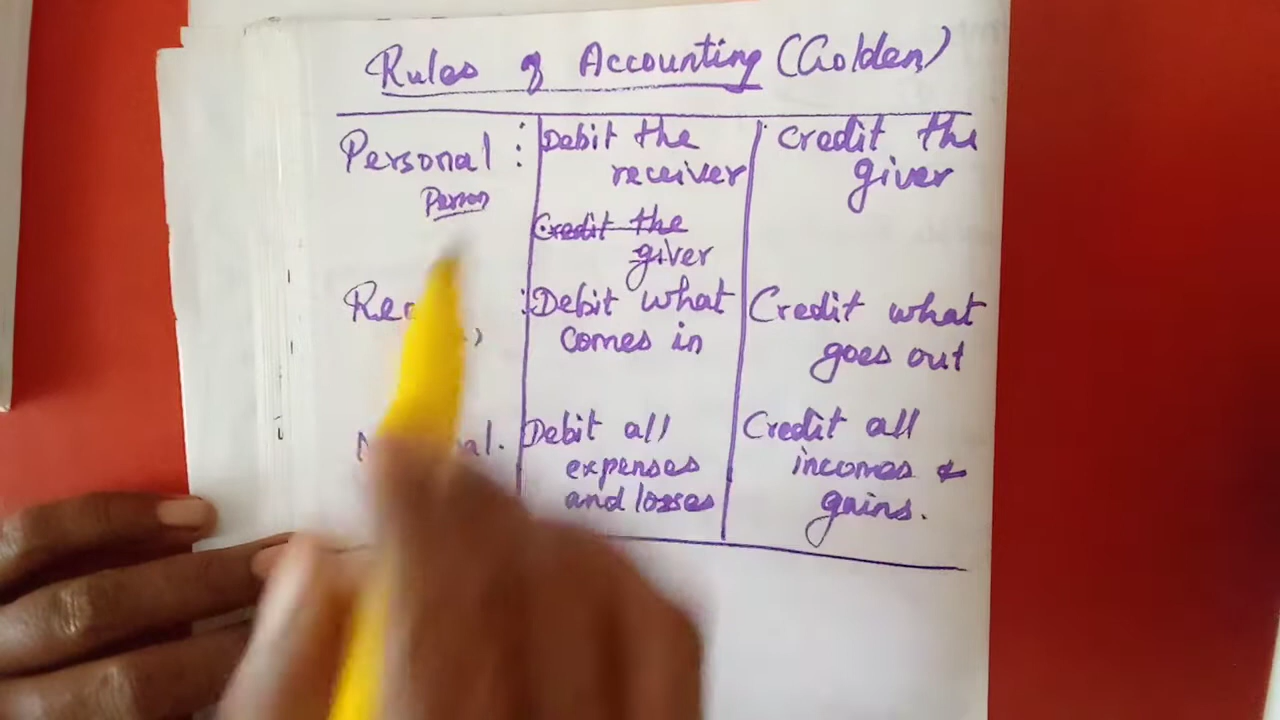 Rules of Accounting (Golden)
Personal : Debit the receiver
Credit the giver
Person
Credit the giver
: Debit what comes in
Credit what goes out
Debit all expenses and losses
Credit all incomes & gains.